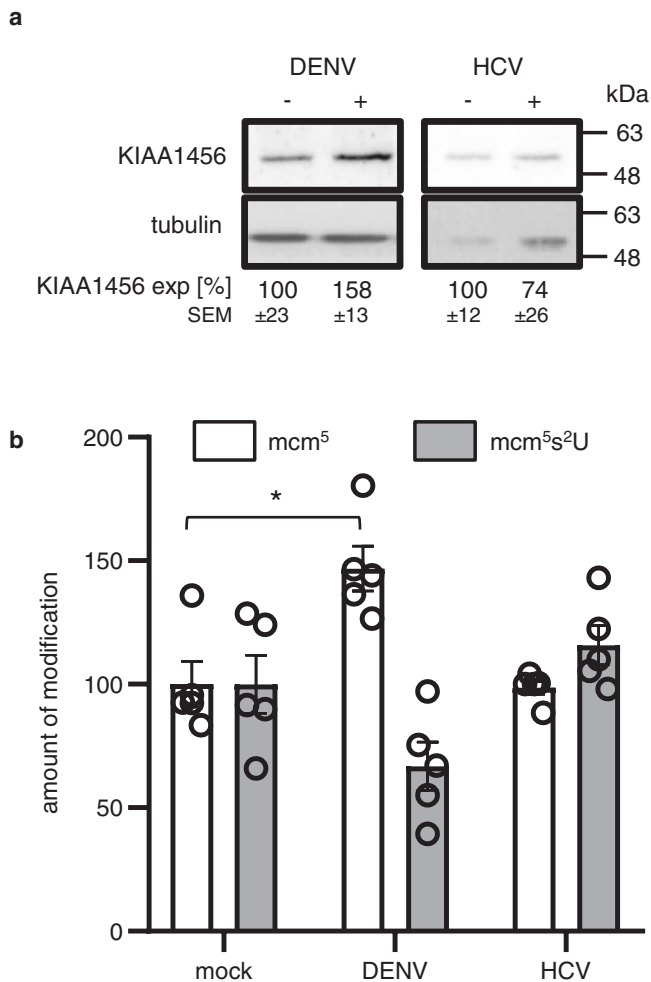 a
DENV HCV
- + - + kDa
KIAA1456 63
48
tubulin 63
48
KIAA1456 exp [%] 100 158 100 74
SEM ±23 ±13 ±12 ±26
b
mcm⁵ mcm⁵s²U
200
*
150
100
50
0
amount of modification
mock DENV HCV